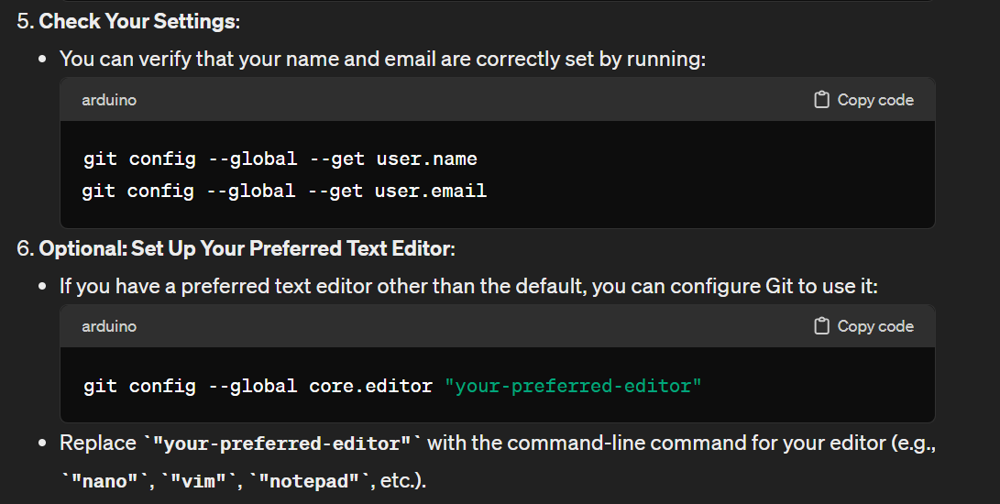 5. Check Your Settings:
• You can verify that your name and email are correctly set by running:
arduino Copy code
git config --global --get user.name
git config --global --get user.email
6. Optional: Set Up Your Preferred Text Editor:
• If you have a preferred text editor other than the default, you can configure Git to use it:
arduino Copy code
git config --global core.editor "your-preferred-editor"
• Replace `"your-preferred-editor"` with the command-line command for your editor (e.g.,
`"nano"`, `"vim"`, `"notepad"`, etc.).